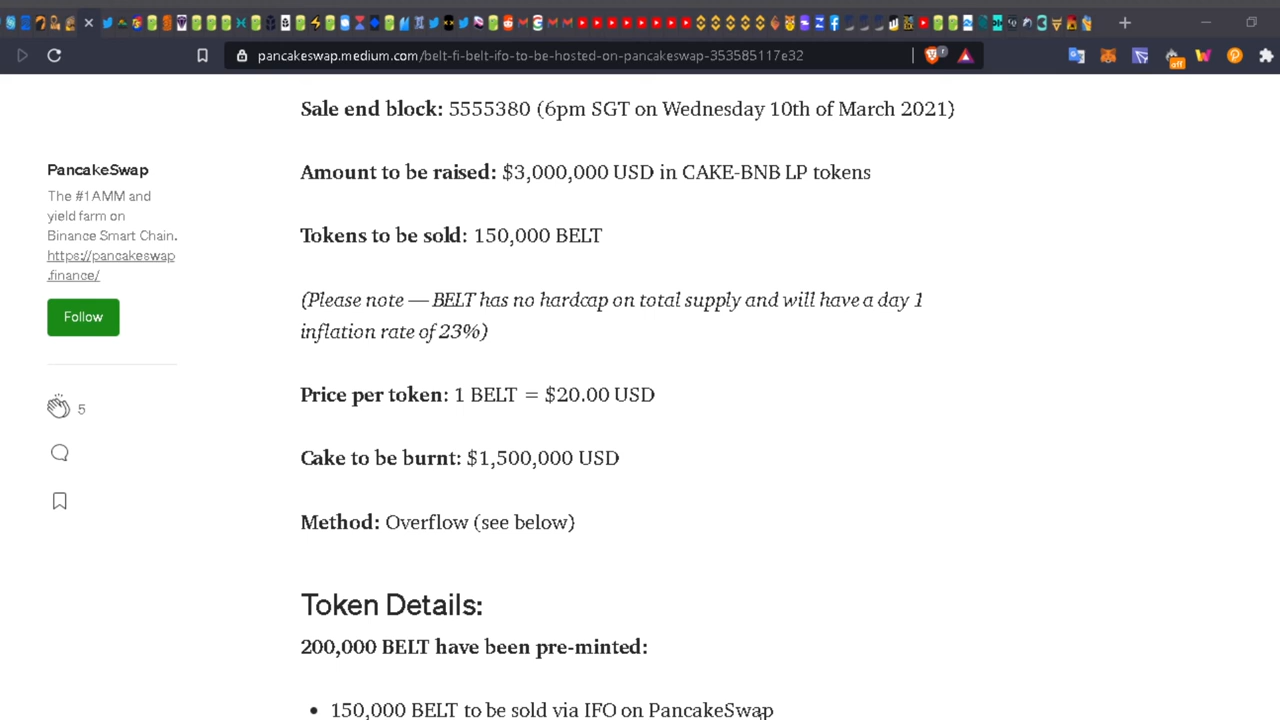 pancakeswap.medium.com/belt-fi-belt-ifo-to-be-hosted-on-pancakeswap-353585117e32
off
Sale end block: 5555380 (6pm SGT on Wednesday 10th of March 2021)
PancakeSwap
The #1 AMM and
yield farm on
Binance Smart Chain.
https://pancakeswap
.finance/
Follow
5
Amount to be raised: $3,000,000 USD in CAKE-BNB LP tokens
Tokens to be sold: 150,000 BELT
(Please note — BELT has no hardcap on total supply and will have a day 1
inflation rate of 23%)
Price per token: 1 BELT = $20.00 USD
Cake to be burnt: $1,500,000 USD
Method: Overflow (see below)
Token Details:
200,000 BELT have been pre-minted:
• 150,000 BELT to be sold via IFO on PancakeSwap